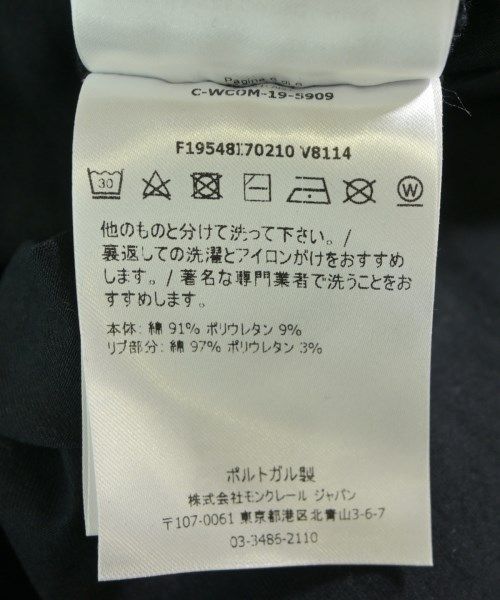 Pagina 6 di 6
C-WCOM-19-5909
F19548I70210 V8114
30
W
他のものと分けて洗って下さい。/
裏返しての洗濯とアイロンがけをおすすめ
します。/ 著名な専門業者で洗うことをお
すすめします。
本体: 綿 91% ポリウレタン 9%
リブ部分: 綿 97% ポリウレタン 3%
ポルトガル製
株式会社モンクレール ジャパン
〒107-0061 東京都港区北青山3-6-7
03-3486-2110